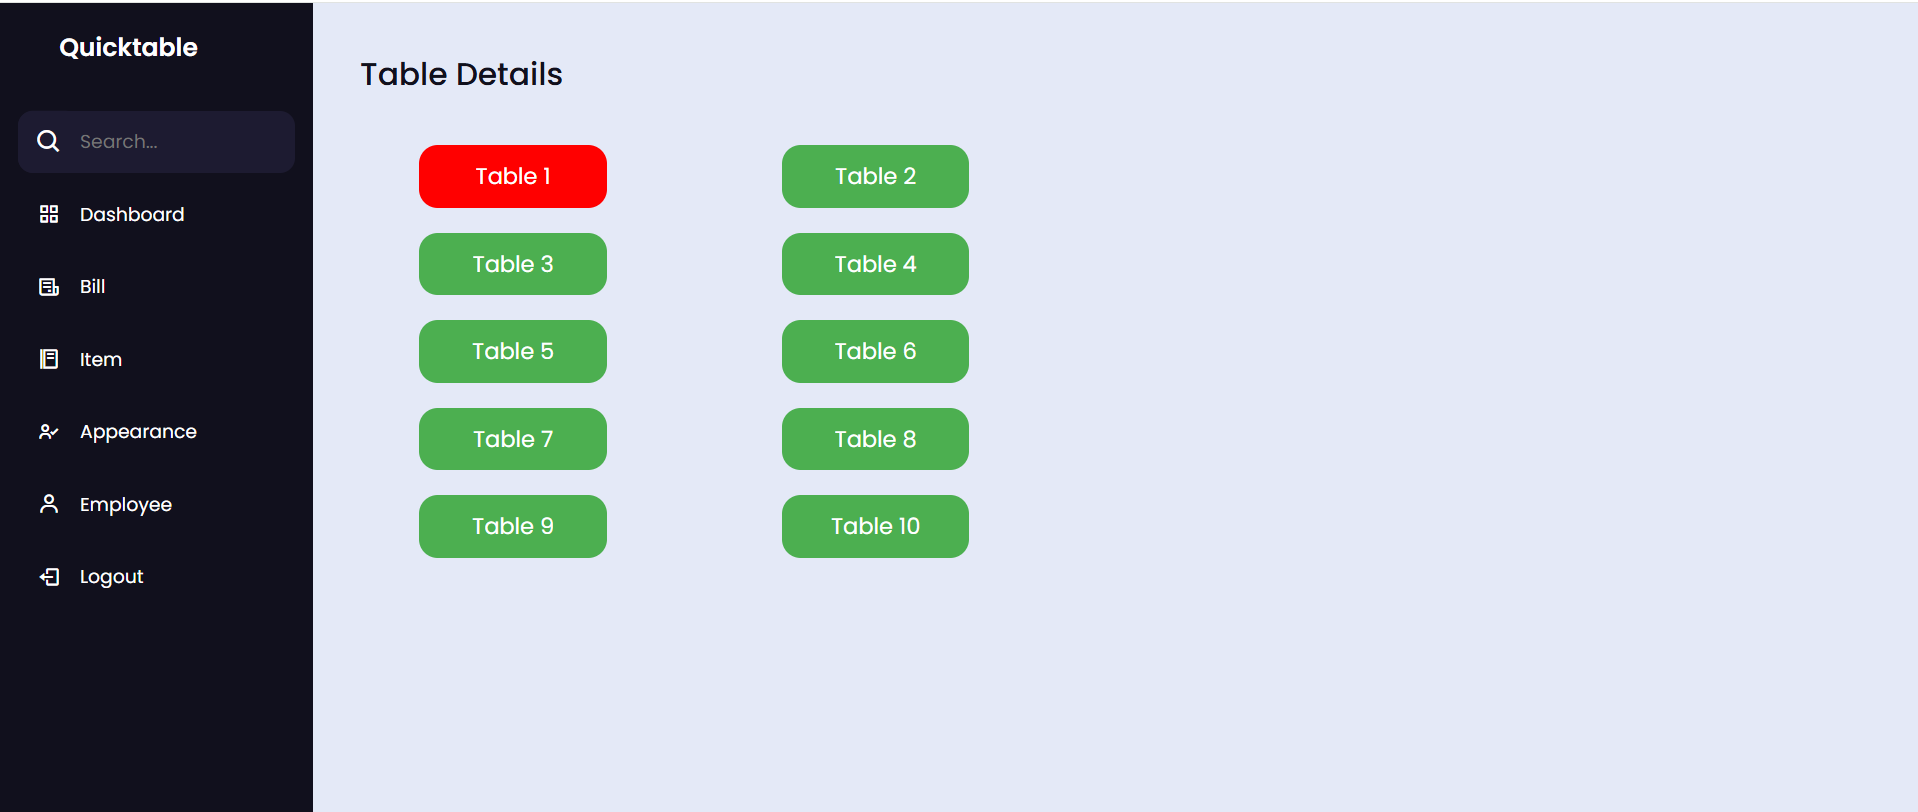 Quicktable
Search...
Dashboard
Bill
Item
Appearance
Employee
Logout
Table Details
Table 1
Table 2
Table 3
Table 4
Table 5
Table 6
Table 7
Table 8
Table 9
Table 10